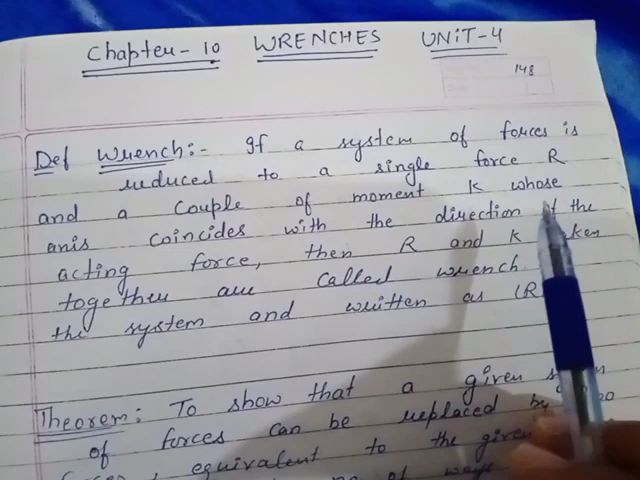 Chapter-10 WRENCHES UNIT-4
148
Def Wrench:- If a system of forces is
reduced to a single force R
and a couple of moment K whose
axis coincides with the direction of the
acting force, then R and K
together are called wrench
the system and written as (R
Theorem: To show that a given
of forces can be replaced by
equivalent to the given
of ways